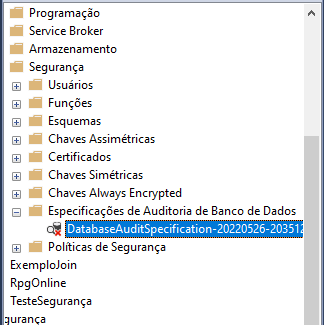 Programação
Service Broker
Armazenamento
Segurança
Usuários
Funções
Esquemas
Chaves Assimétricas
Certificados
Chaves Simétricas
Chaves Always Encrypted
Especificações de Auditoria de Banco de Dados
DatabaseAuditSpecification-20220526-203512
Políticas de Segurança
ExemploJoin
RpgOnline
TesteSegurança
gurança